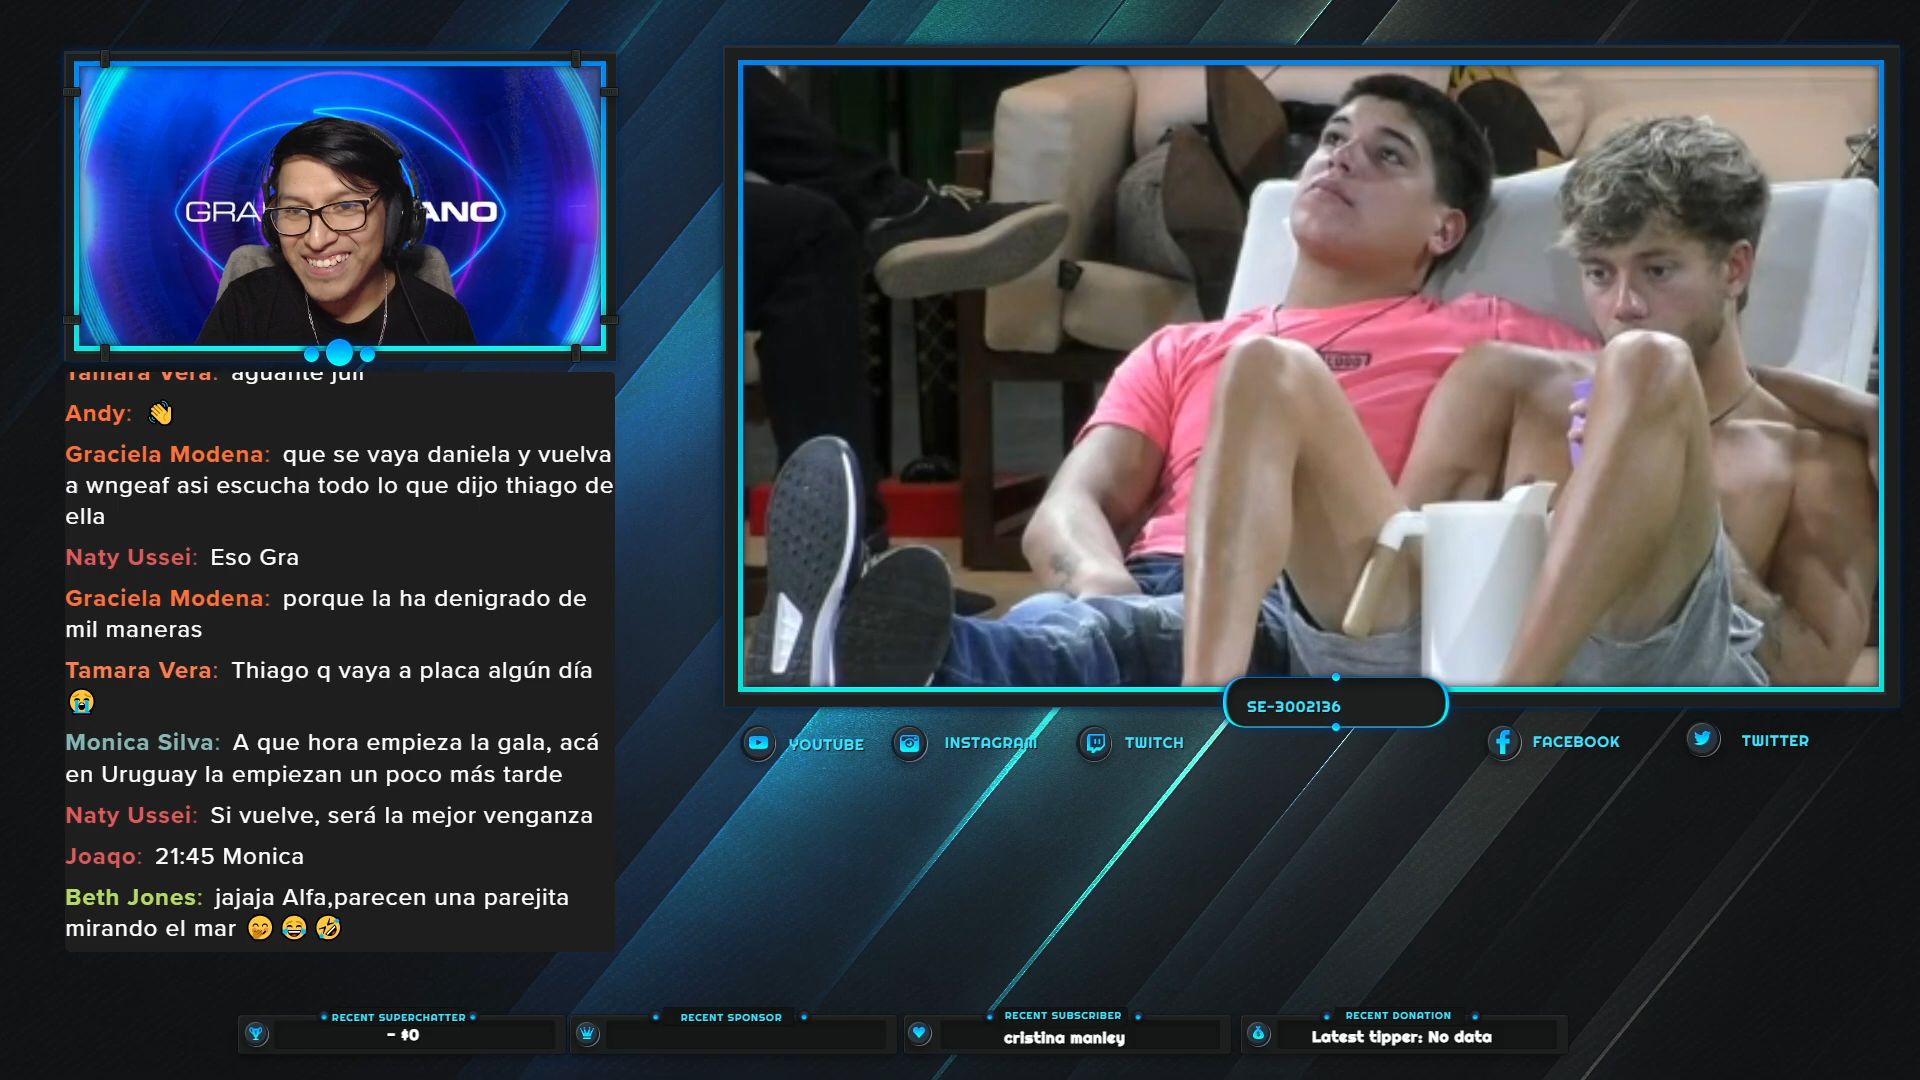 GRA
ANO
Tamara Vera: aguante juli
Andy: 👋
Graciela Modena: que se vaya daniela y vuelva
a wngeaf asi escucha todo lo que dijo thiago de
ella
Naty Ussei: Eso Gra
Graciela Modena: porque la ha denigrado de
mil maneras
Tamara Vera: Thiago q vaya a placa algún día
😭
Monica Silva: A que hora empieza la gala, acá
en Uruguay la empiezan un poco más tarde
Naty Ussei: Si vuelve, será la mejor venganza
Joaqo: 21:45 Monica
Beth Jones: jajaja Alfa,parecen una parejita
mirando el mar 🤭 😂 🤣
SE-3002136
YOUTUBE
INSTAGRAM
TWITCH
FACEBOOK
TWITTER
RECENT SUPERCHATTER
- $0
RECENT SPONSOR
RECENT SUBSCRIBER
cristina manley
RECENT DONATION
Latest tipper: No data